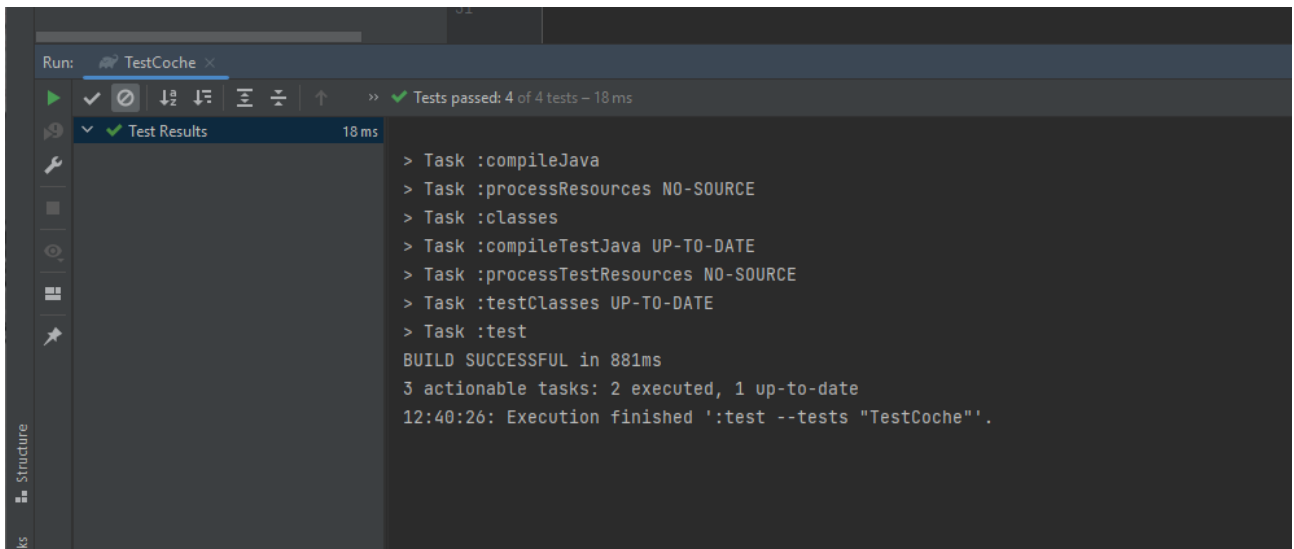 31
Run: TestCoche
Tests passed: 4 of 4 tests – 18 ms
Test Results 18 ms
> Task :compileJava
> Task :processResources NO-SOURCE
> Task :classes
> Task :compileTestJava UP-TO-DATE
> Task :processTestResources NO-SOURCE
> Task :testClasses UP-TO-DATE
> Task :test
BUILD SUCCESSFUL in 881ms
3 actionable tasks: 2 executed, 1 up-to-date
12:40:26: Execution finished ':test --tests "TestCoche"'.
Structure
ks